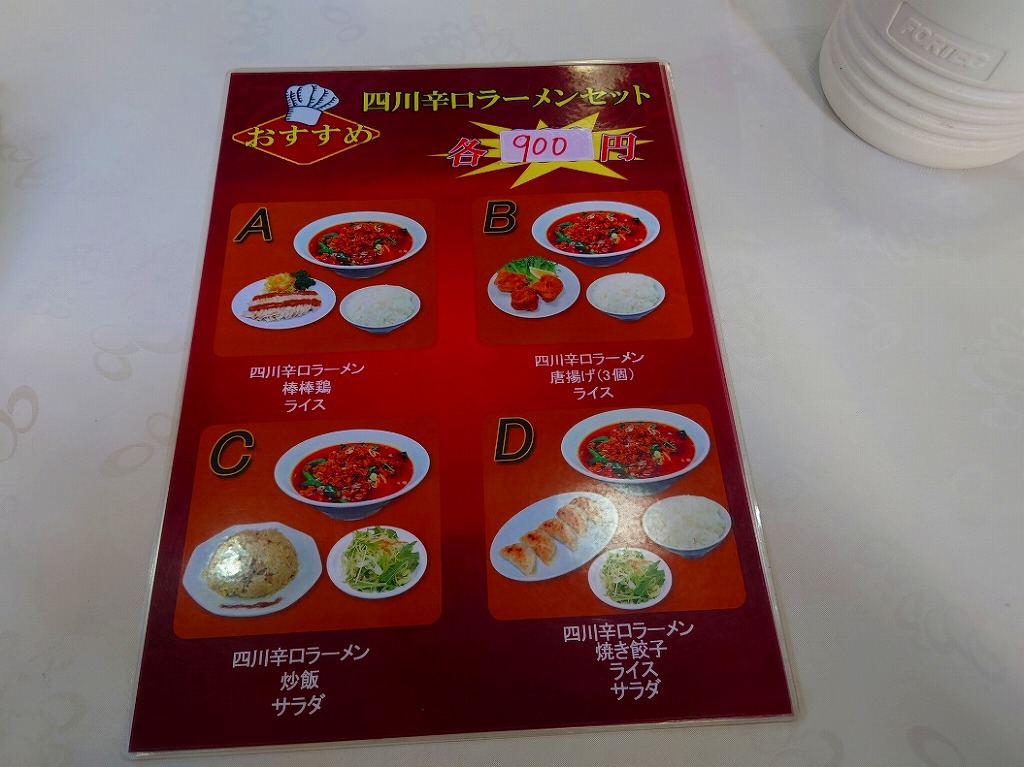 FORTEC
四川辛口ラーメンセット
おすすめ
各 900 円
A
B
四川辛口ラーメン
棒棒鶏
ライス
四川辛口ラーメン
唐揚げ(3個)
ライス
C
D
四川辛口ラーメン
炒飯
サラダ
四川辛口ラーメン
焼き餃子
ライス
サラダ